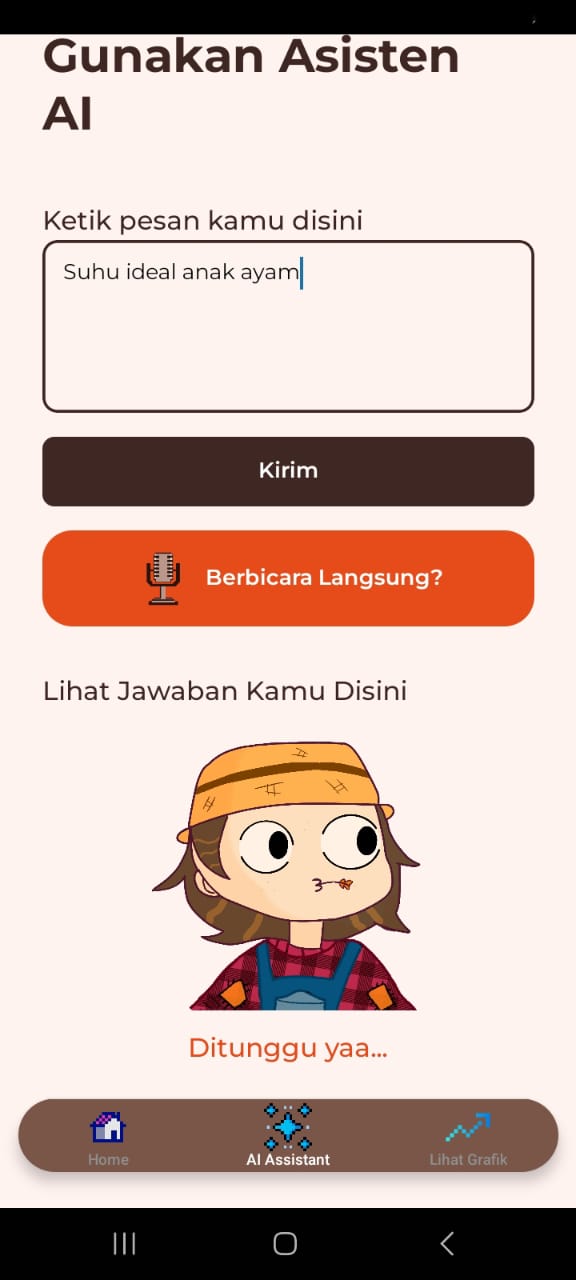 Gunakan Asisten
AI
Ketik pesan kamu disini
Suhu ideal anak ayam
Kirim
Berbicara Langsung?
Lihat Jawaban Kamu Disini
Ditunggu yaa...
Home
AI Assistant
Lihat Grafik